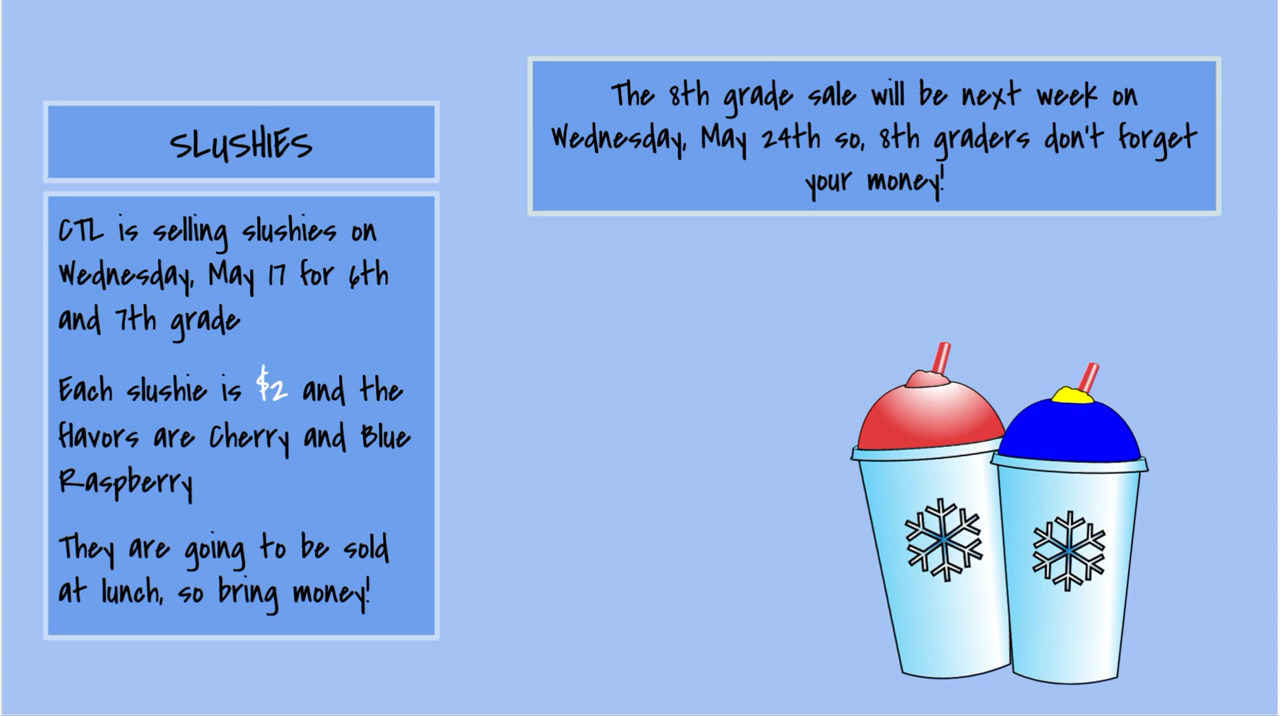 SLUSHIES
CTL is selling slushies on
Wednesday, May 17 for 6th
and 7th grade
Each slushie is $2 and the
flavors are Cherry and Blue
Raspberry
They are going to be sold
at lunch, so bring money!
The 8th grade sale will be next week on
Wednesday, May 24th so, 8th graders don't forget
your money!